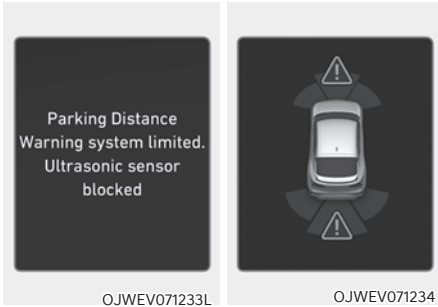 Parking Distance
Warning system limited.
Ultrasonic sensor
blocked
OJWEV071233L
OJWEV071234